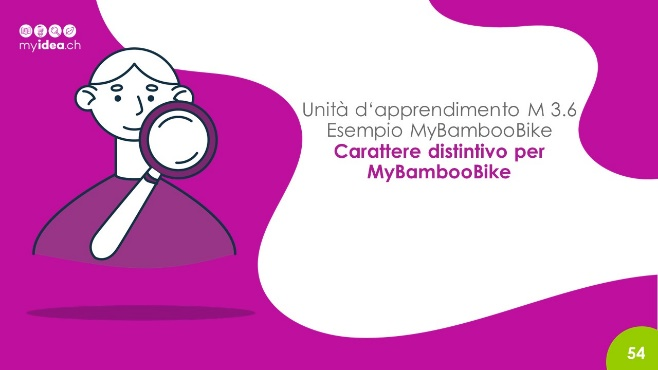 myidea.ch
Unità d‘apprendimento M 3.6
Esempio MyBambooBike
Carattere distintivo per
MyBambooBike
54